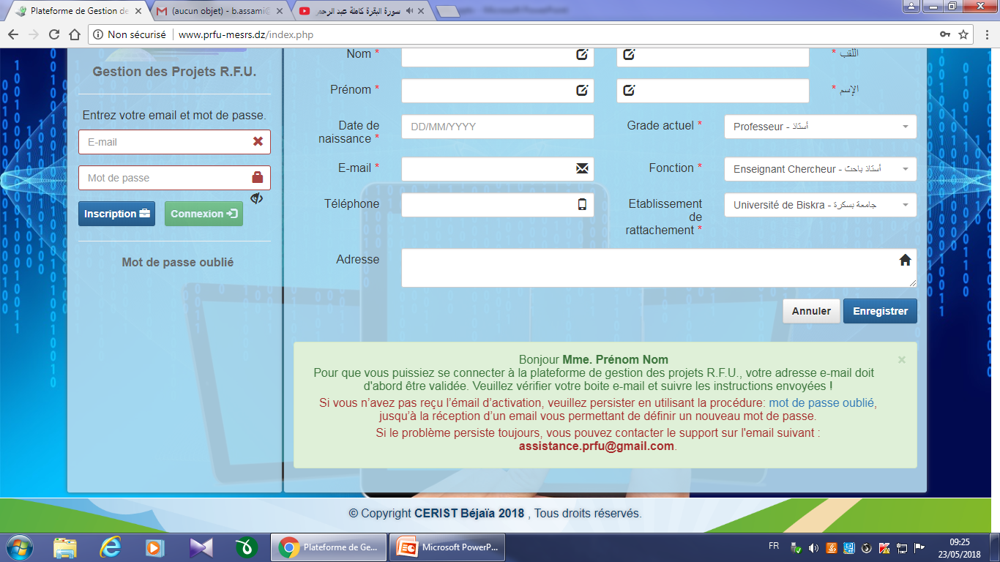 Plateforme de Gestion de
(aucun objet) - b.assami@
سورة البقرة كاملة عبد الرحم
Microsoft PowerPoint
Non sécurisé
www.prfu-mesrs.dz/index.php
Gestion des Projets R.F.U.
Entrez votre email et mot de passe.
E-mail
Mot de passe
Inscription
Connexion
Mot de passe oublié
Nom *
* اللّقب
Prénom *
* الإسم
Date de
naissance *
DD/MM/YYYY
Grade actuel *
Professeur - أستاذ
E-mail *
Fonction *
Enseignant Chercheur - أستاذ باحث
Téléphone
Etablissement
de
rattachement *
Université de Biskra - جامعة بسكرة
Adresse
Annuler
Enregistrer
Bonjour Mme. Prénom Nom
×
Pour que vous puissiez se connecter à la plateforme de gestion des projets R.F.U., votre adresse e-mail doit
d'abord être validée. Veuillez vérifier votre boite e-mail et suivre les instructions envoyées !
Si vous n’avez pas reçu l’émail d’activation, veuillez persister en utilisant la procédure: mot de passe oublié,
jusqu’à la réception d’un email vous permettant de définir un nouveau mot de passe.
Si le problème persiste toujours, vous pouvez contacter le support sur l'email suivant :
assistance.prfu@gmail.com.
© Copyright CERIST Béjaïa 2018 , Tous droits réservés.
Plateforme de Ge...
Microsoft PowerP...
FR
09:25
23/05/2018